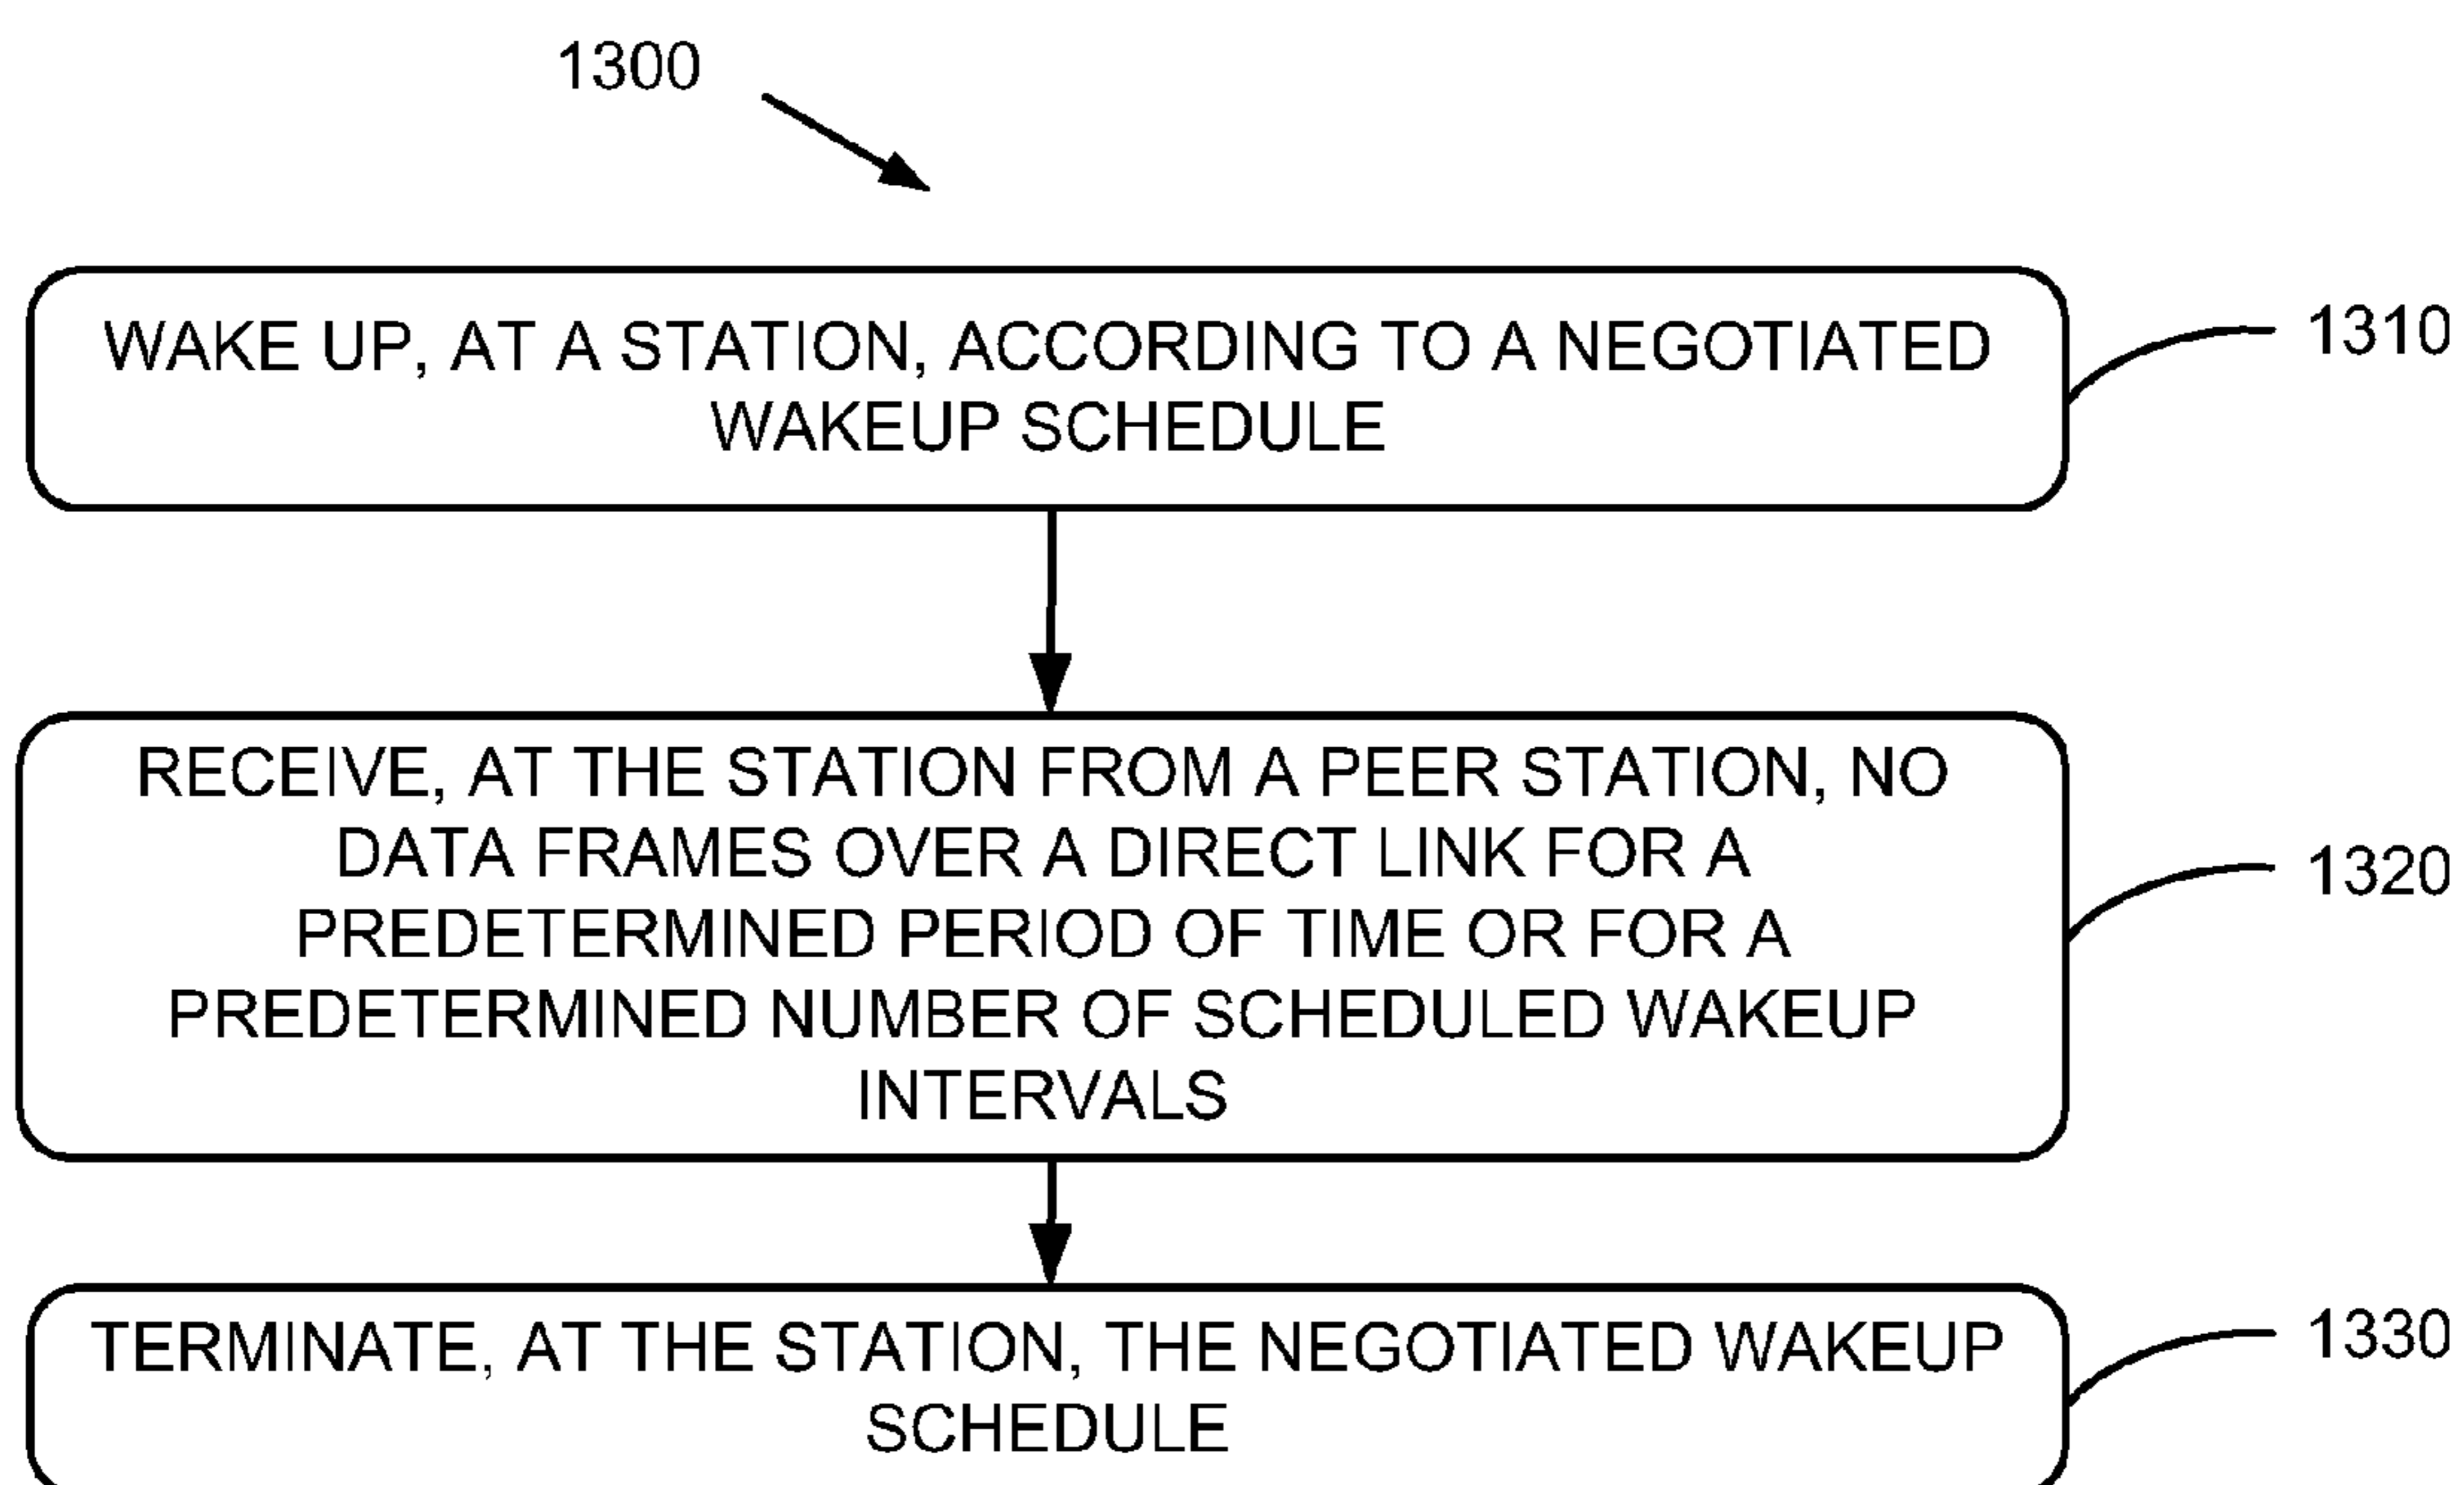 1300
WAKE UP, AT A STATION, ACCORDING TO A NEGOTIATED
WAKEUP SCHEDULE
1310
RECEIVE, AT THE STATION FROM A PEER STATION, NO
DATA FRAMES OVER A DIRECT LINK FOR A
PREDETERMINED PERIOD OF TIME OR FOR A
PREDETERMINED NUMBER OF SCHEDULED WAKEUP
INTERVALS
1320
TERMINATE, AT THE STATION, THE NEGOTIATED WAKEUP
SCHEDULE
1330